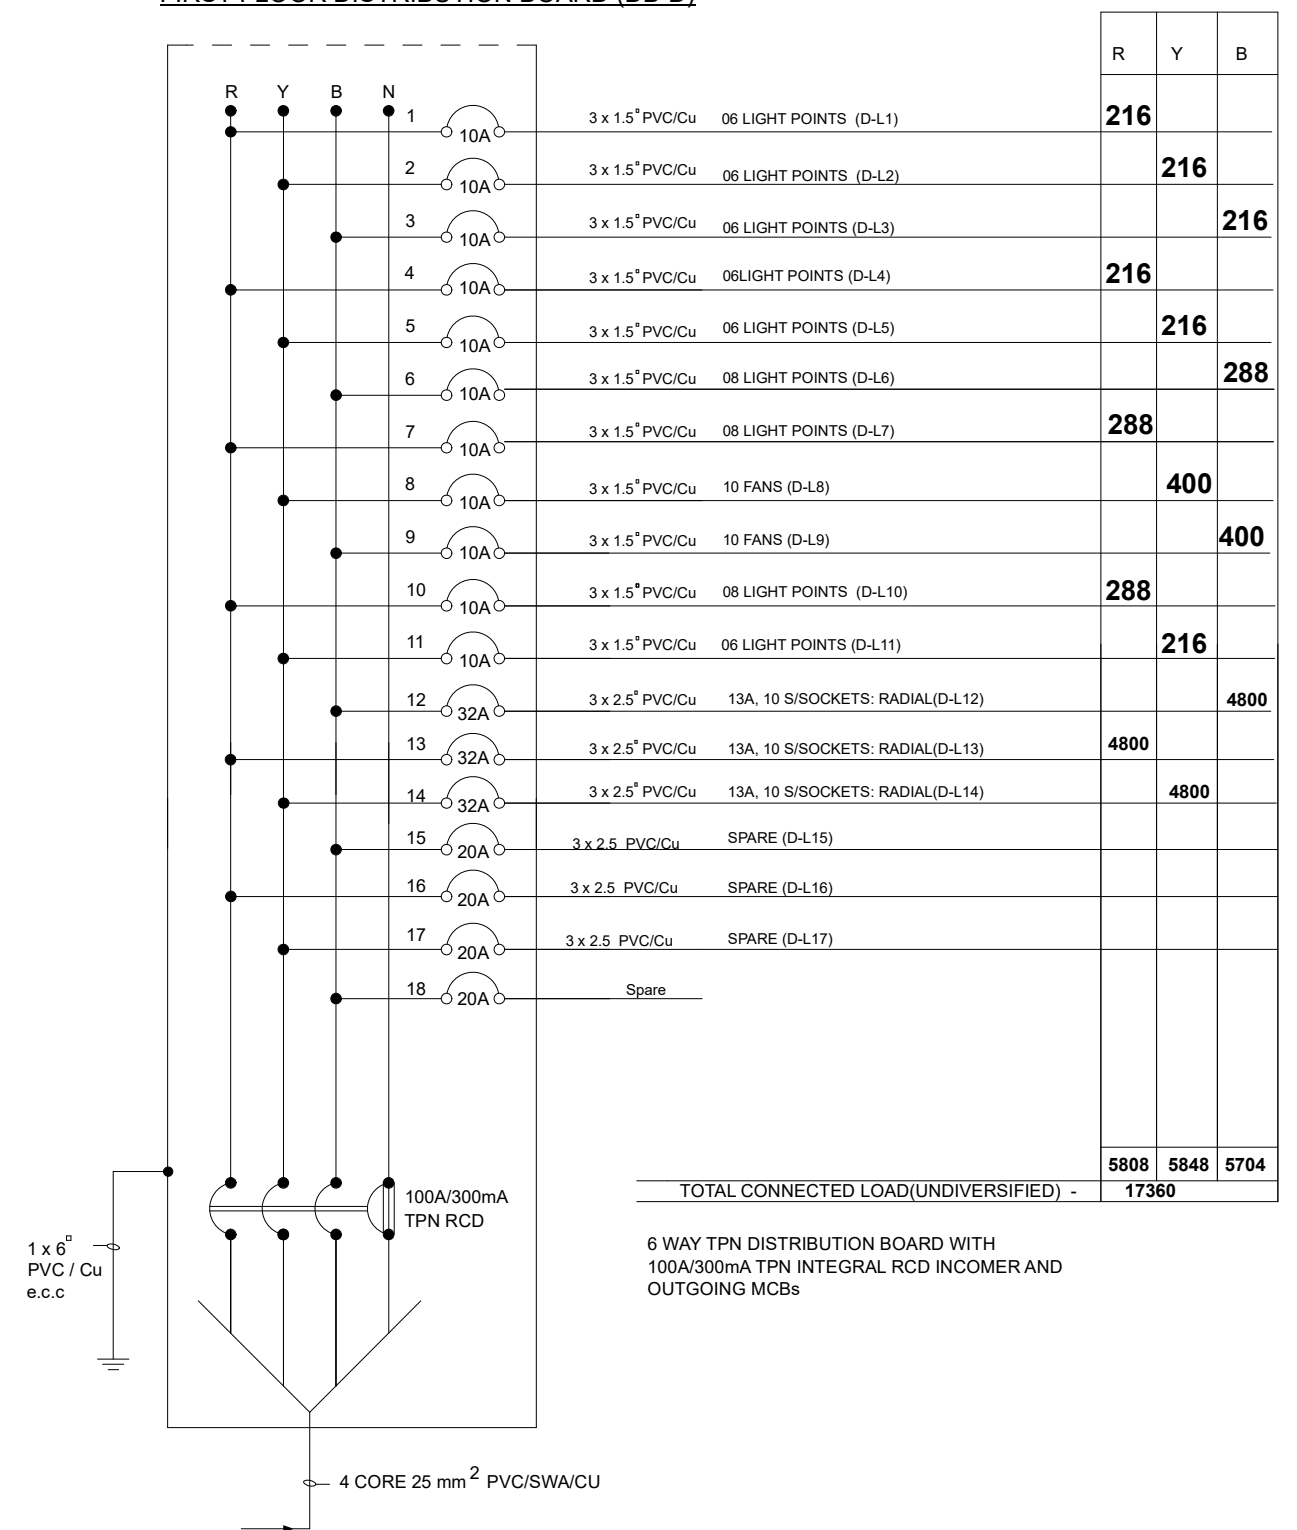 FIRST FLOOR DISTRIBUTION BOARD (DB-D)
R Y B
R Y B N
1 10A 3 x 1.5▫ PVC/Cu 06 LIGHT POINTS (D-L1) 216
2 10A 3 x 1.5▫ PVC/Cu 06 LIGHT POINTS (D-L2) 216
3 10A 3 x 1.5▫ PVC/Cu 06 LIGHT POINTS (D-L3) 216
4 10A 3 x 1.5▫ PVC/Cu 06LIGHT POINTS (D-L4) 216
5 10A 3 x 1.5▫ PVC/Cu 06 LIGHT POINTS (D-L5) 216
6 10A 3 x 1.5▫ PVC/Cu 08 LIGHT POINTS (D-L6) 288
7 10A 3 x 1.5▫ PVC/Cu 08 LIGHT POINTS (D-L7) 288
8 10A 3 x 1.5▫ PVC/Cu 10 FANS (D-L8) 400
9 10A 3 x 1.5▫ PVC/Cu 10 FANS (D-L9) 400
10 10A 3 x 1.5▫ PVC/Cu 08 LIGHT POINTS (D-L10) 288
11 10A 3 x 1.5▫ PVC/Cu 06 LIGHT POINTS (D-L11) 216
12 32A 3 x 2.5▫ PVC/Cu 13A, 10 S/SOCKETS: RADIAL(D-L12) 4800
13 32A 3 x 2.5▫ PVC/Cu 13A, 10 S/SOCKETS: RADIAL(D-L13) 4800
14 32A 3 x 2.5▫ PVC/Cu 13A, 10 S/SOCKETS: RADIAL(D-L14) 4800
15 20A 3 x 2.5 PVC/Cu SPARE (D-L15)
16 20A 3 x 2.5 PVC/Cu SPARE (D-L16)
17 20A 3 x 2.5 PVC/Cu SPARE (D-L17)
18 20A Spare
5808 5848 5704
TOTAL CONNECTED LOAD(UNDIVERSIFIED) - 17360
100A/300mA
TPN RCD
1 x 6▫
PVC / Cu
e.c.c
6 WAY TPN DISTRIBUTION BOARD WITH
100A/300mA TPN INTEGRAL RCD INCOMER AND
OUTGOING MCBs
4 CORE 25 mm 2 PVC/SWA/CU